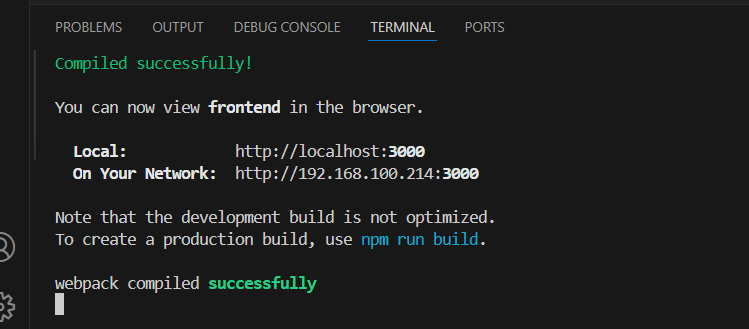 PROBLEMS OUTPUT DEBUG CONSOLE TERMINAL PORTS
Compiled successfully!
You can now view frontend in the browser.
Local: http://localhost:3000
On Your Network: http://192.168.100.214:3000
Note that the development build is not optimized.
To create a production build, use npm run build.
webpack compiled successfully